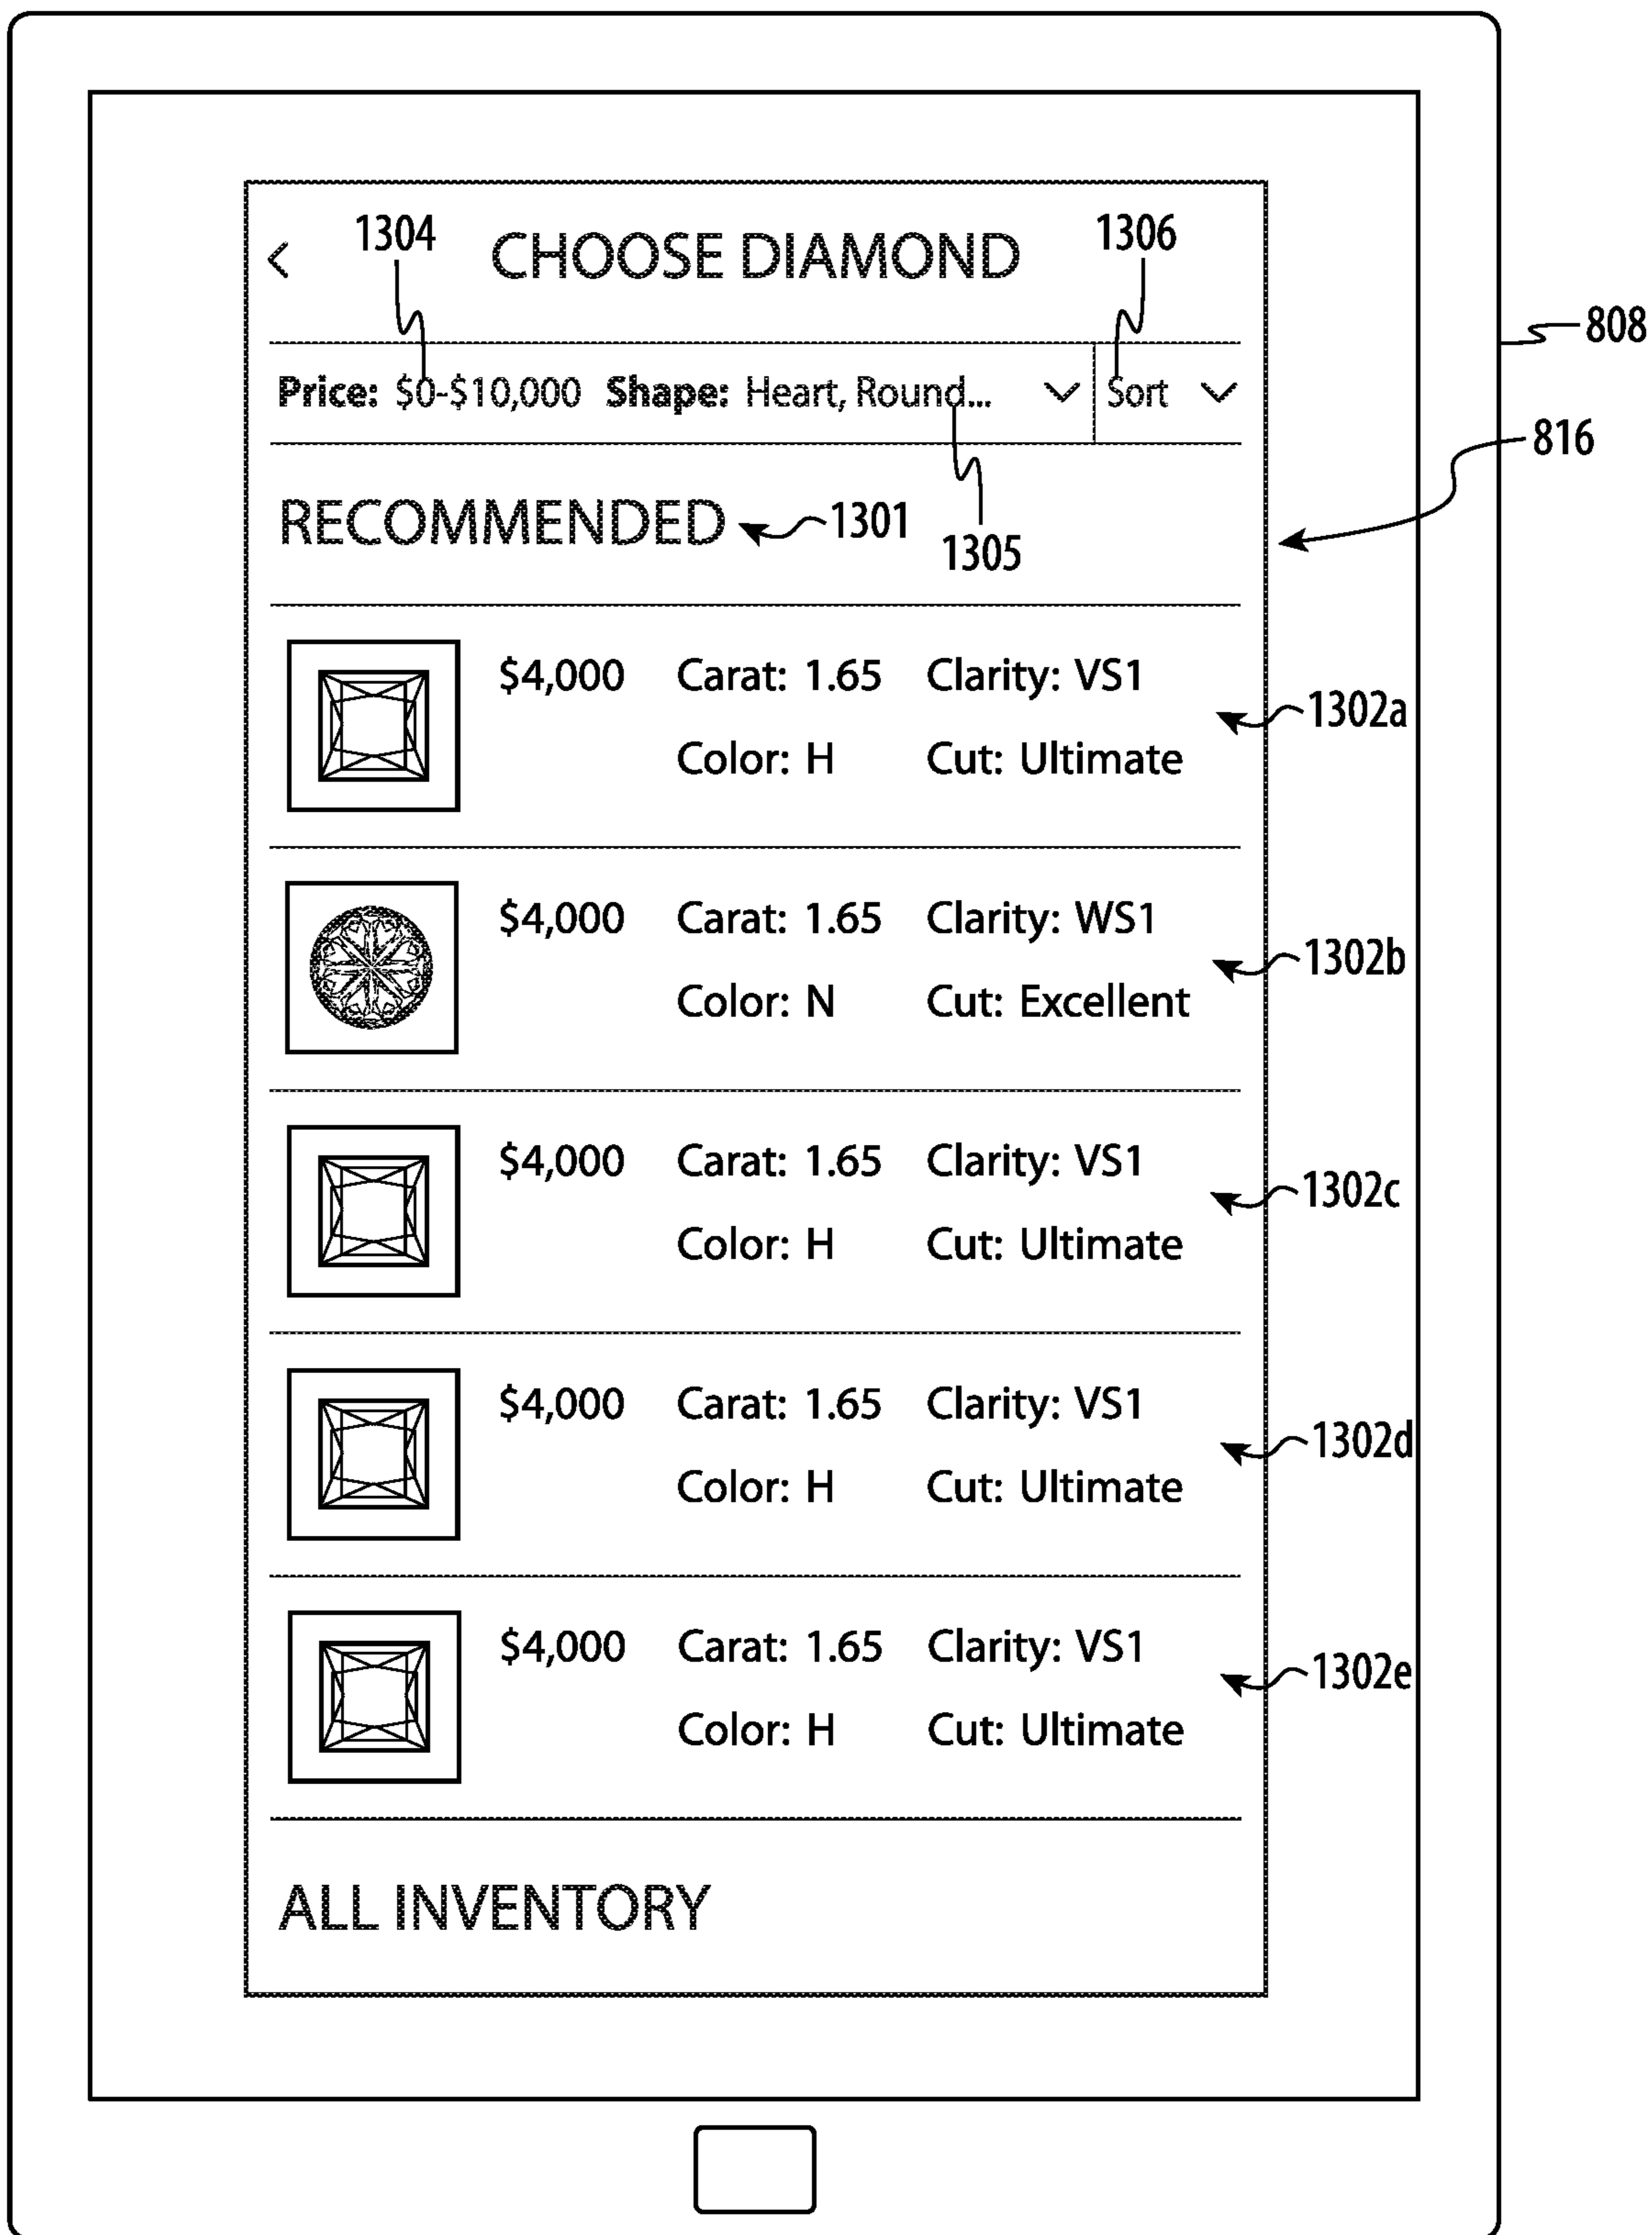 1304
<
CHOOSE DIAMOND
1306
808
Price: $0-$10,000 Shape: Heart, Round...
Sort
816
RECOMMENDED
1301
1305
$4,000 Carat: 1.65 Clarity: VS1
1302a
Color: H Cut: Ultimate
$4,000 Carat: 1.65 Clarity: WS1
1302b
Color: N Cut: Excellent
$4,000 Carat: 1.65 Clarity: VS1
1302c
Color: H Cut: Ultimate
$4,000 Carat: 1.65 Clarity: VS1
1302d
Color: H Cut: Ultimate
$4,000 Carat: 1.65 Clarity: VS1
1302e
Color: H Cut: Ultimate
ALL INVENTORY